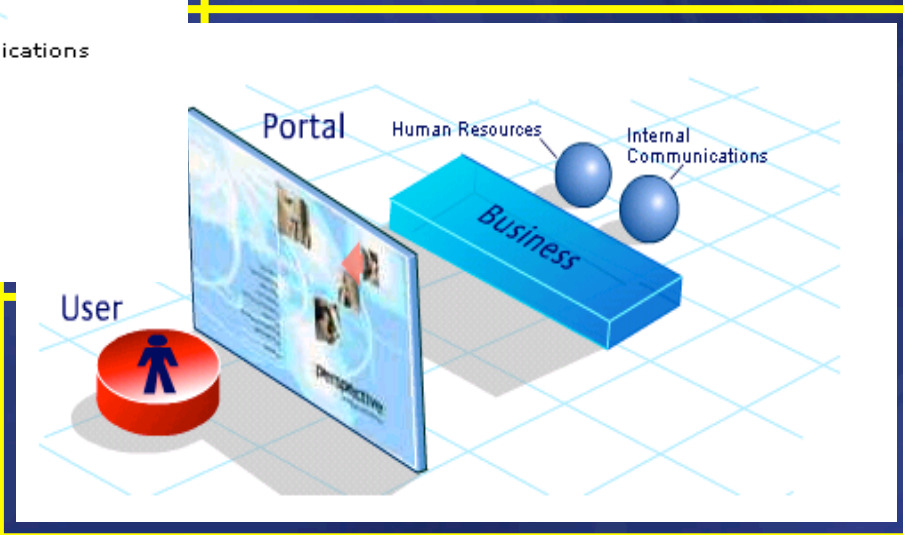 ications
Portal
Human Resources
Internal
Communications
Business
User
perspective